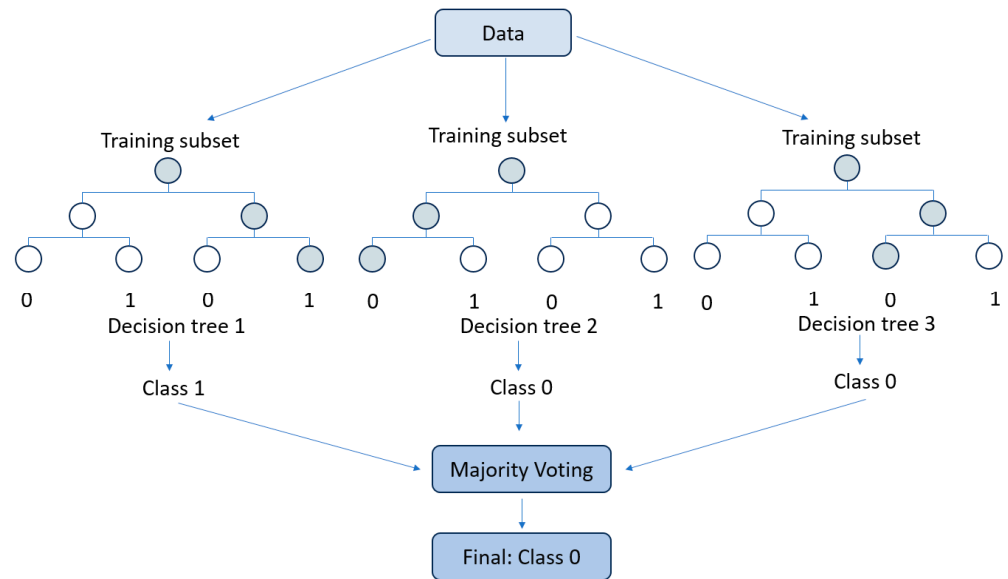 Data
Training subset
Training subset
Training subset
0 1 0 1
0 1 0 1
0 1 0 1
Decision tree 1
Decision tree 2
Decision tree 3
Class 1
Class 0
Class 0
Majority Voting
Final: Class 0